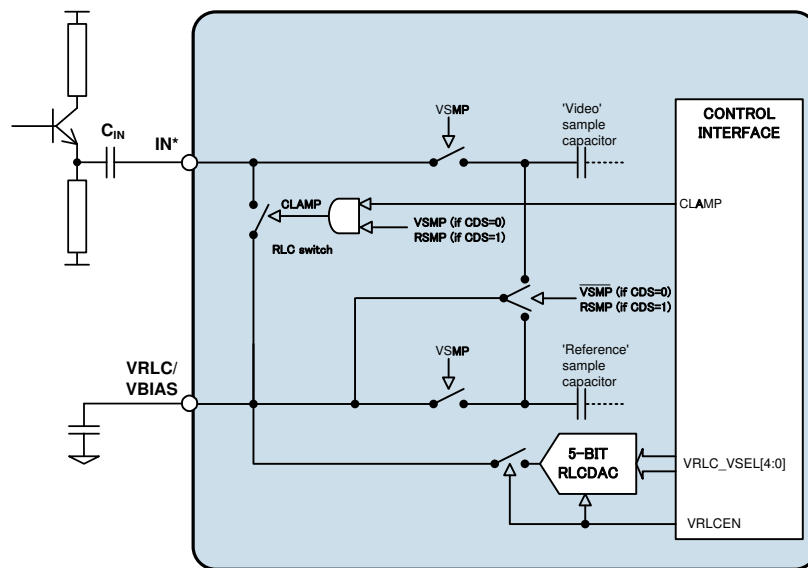 VSMP
'Video'
sample
capacitor
CONTROL
INTERFACE
CIN
IN*
CLAMP
VSMP (if CDS=0)
RSMP (if CDS=1)
CLAMP
RLC switch
VSMP (if CDS=0)
RSMP (if CDS=1)
VRLC/
VBIAS
VSMP
'Reference'
sample
capacitor
5-BIT
RLCDAC
VRLC_VSEL[4:0]
VRLCEN